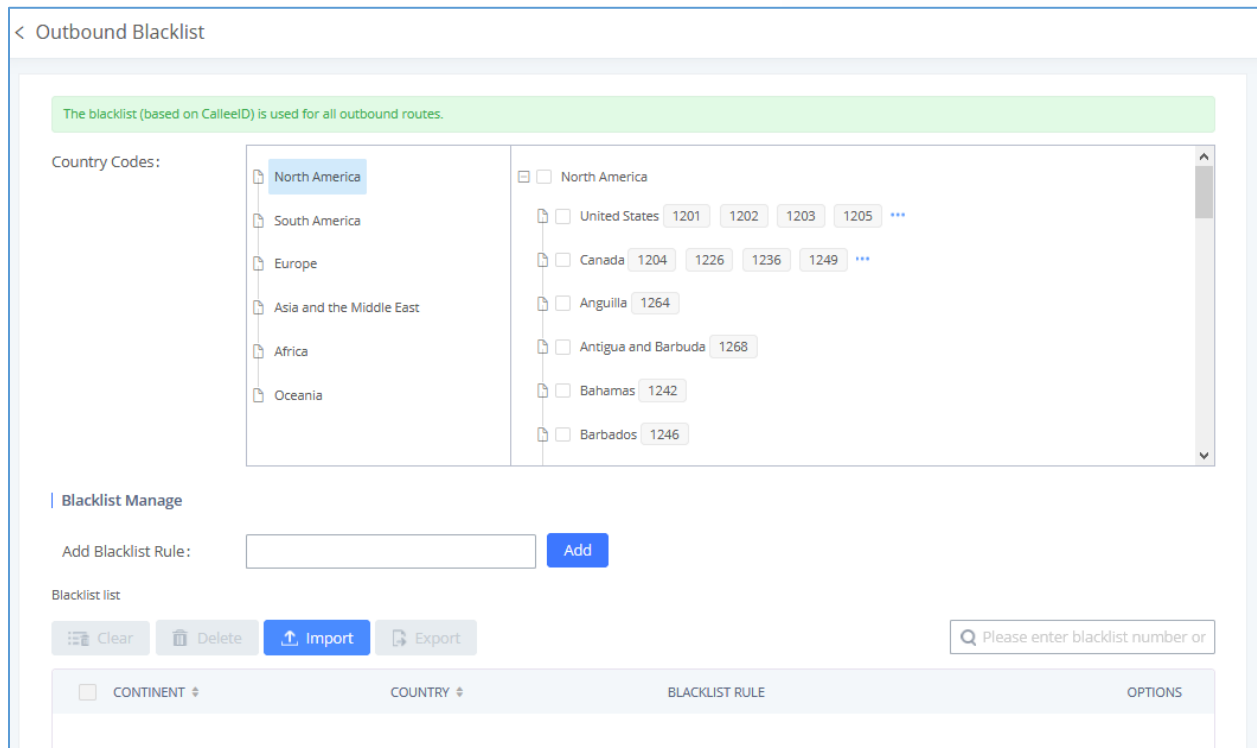 < Outbound Blacklist
The blacklist (based on CalleeID) is used for all outbound routes.
Country Codes:
North America
South America
Europe
Asia and the Middle East
Africa
Oceania
North America
United States 1201 1202 1203 1205 •••
Canada 1204 1226 1236 1249 •••
Anguilla 1264
Antigua and Barbuda 1268
Bahamas 1242
Barbados 1246
Blacklist Manage
Add Blacklist Rule: Add
Blacklist list
Clear Delete Import Export Please enter blacklist number or
CONTINENT COUNTRY BLACKLIST RULE OPTIONS